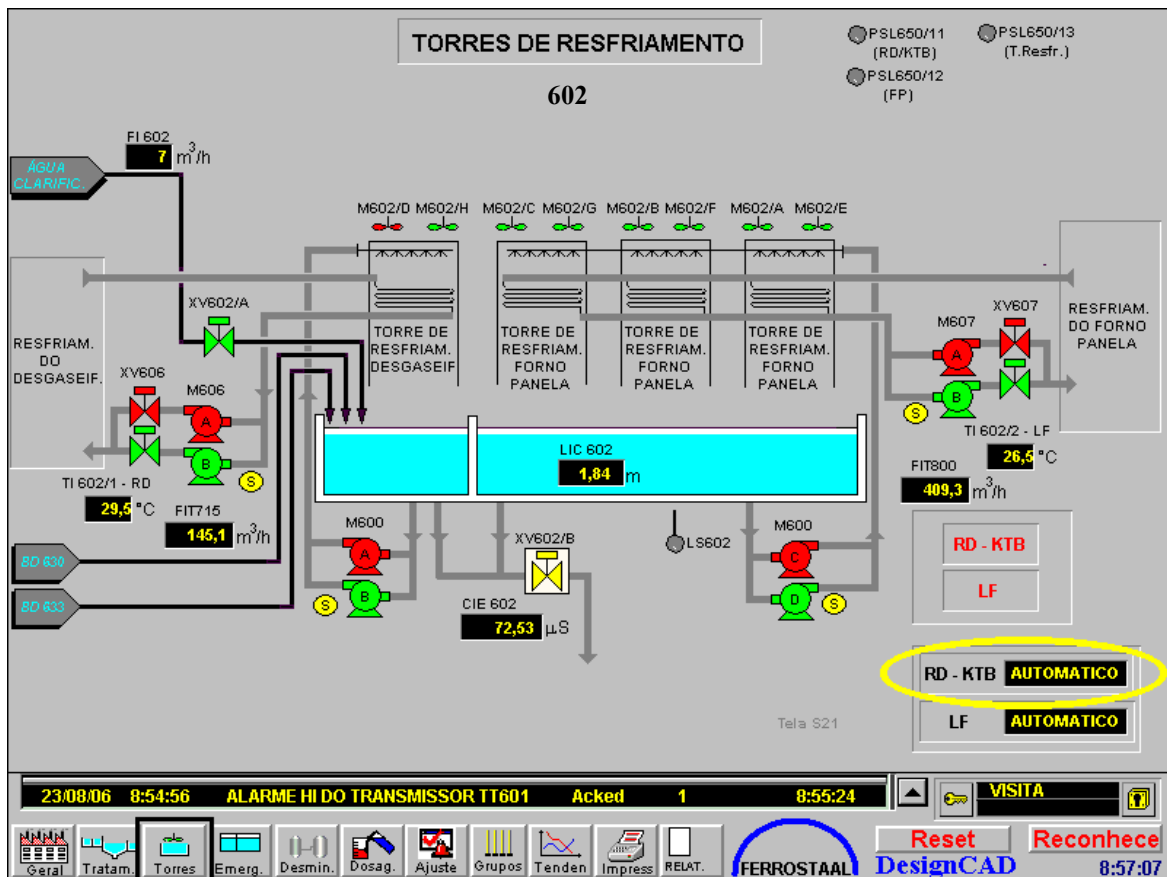 TORRES DE RESFRIAMENTO
602
PSL650/11
(RD/KTB)
PSL650/13
(T.Resfr.)
PSL650/12
(FP)
FI 602
7 m³/h
ÁGUA
CLARIFIC.
M602/D M602/H M602/C M602/G M602/B M602/F M602/A M602/E
XV602/A
RESFRIAM.
DO
DESGASEIF.
TORRE DE
RESFRIAM.
DESGASEIF.
TORRE DE
RESFRIAM.
FORNO
PANELA
TORRE DE
RESFRIAM.
FORNO
PANELA
TORRE DE
RESFRIAM.
FORNO
PANELA
RESFRIAM.
DO FORNO
PANELA
XV607
M607
A
B
S
XV606
M606
A
B
S
TI 602/1 - RD
29,5 °C
FIT715
145,1 m³/h
LIC 602
1,84 m
TI 602/2 - LF
26,5 °C
FIT800
409,3 m³/h
BD 630
BD 633
M600
A
B
S
XV602/B
CIE 602
72,53 µS
LS602
M600
C
D
S
RD - KTB
LF
RD - KTB AUTOMATICO
LF AUTOMATICO
Tela S21
23/08/06 8:54:56 ALARME HI DO TRANSMISSOR TT601 Acked 1 8:55:24
VISITA
Geral Tratam. Torres Emerg. Desmin. Dosag. Ajuste Grupos Tenden Impress RELAT.
FERROSTAAL
Reset
Reconhece
DesignCAD
8:57:07